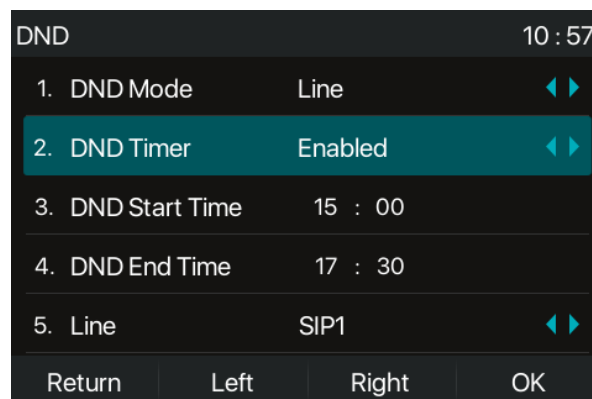 DND 10 : 57
1. DND Mode Line
2. DND Timer Enabled
3. DND Start Time 15 : 00
4. DND End Time 17 : 30
5. Line SIP1
Return Left Right OK